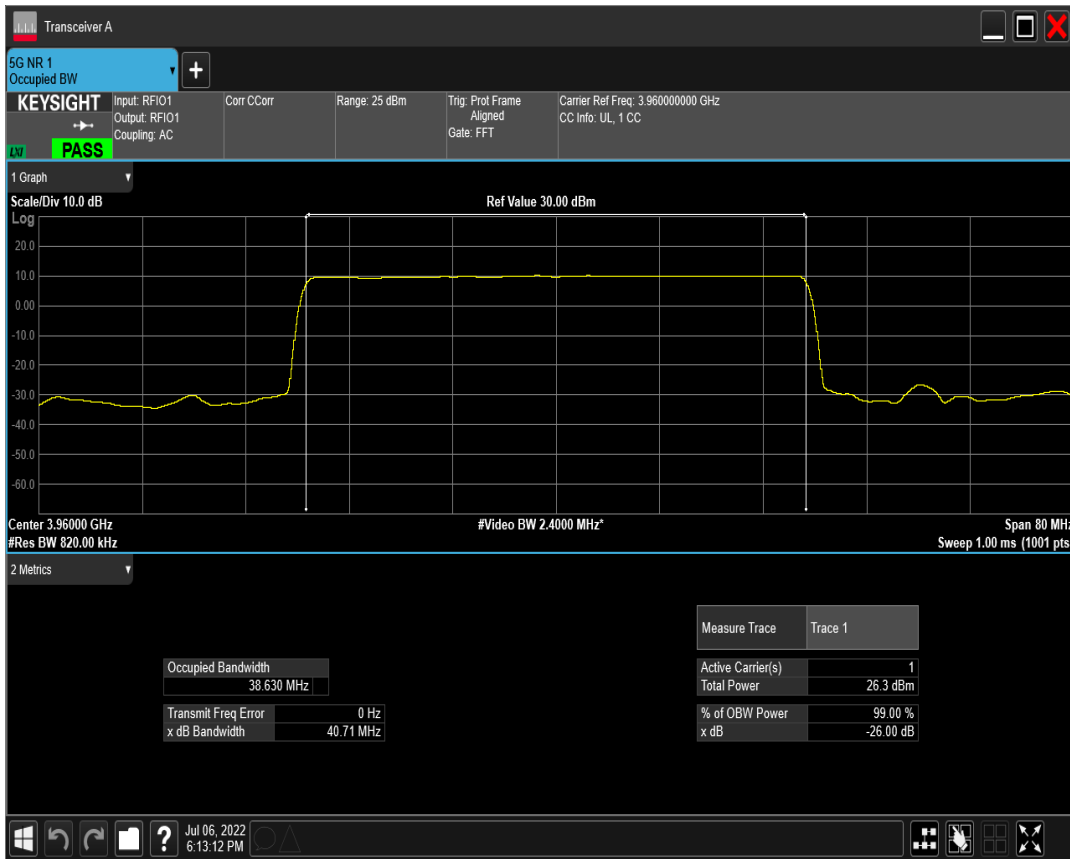 Transceiver A
5G NR 1
Occupied BW
KEYSIGHT
LXI
PASS
Input: RFIO1
Output: RFIO1
Coupling: AC
Corr CCorr
Range: 25 dBm
Trig: Prot Frame
Aligned
Gate: FFT
Carrier Ref Freq: 3.960000000 GHz
CC Info: UL, 1 CC
1 Graph
Scale/Div 10.0 dB
Ref Value 30.00 dBm
Log
20.0
10.0
0.00
-10.0
-20.0
-30.0
-40.0
-50.0
-60.0
Center 3.96000 GHz
#Video BW 2.4000 MHz*
Span 80 MHz
#Res BW 820.00 kHz
Sweep 1.00 ms (1001 pts
2 Metrics
Measure Trace Trace 1
Occupied Bandwidth
38.630 MHz
Active Carrier(s) 1
Total Power 26.3 dBm
Transmit Freq Error 0 Hz
x dB Bandwidth 40.71 MHz
% of OBW Power 99.00 %
x dB -26.00 dB
?
Jul 06, 2022
6:13:12 PM